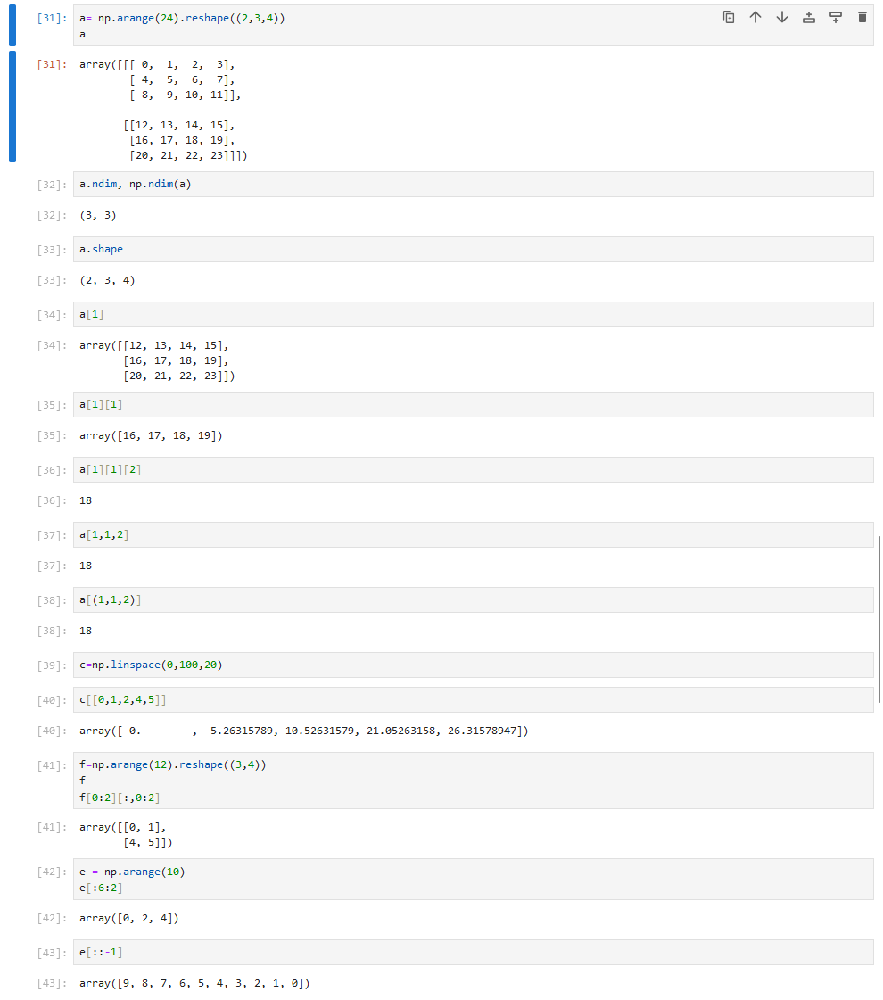 [31]: a= np.arange(24).reshape((2,3,4))
a
[31]: array([[[ 0,  1,  2,  3],
[ 4,  5,  6,  7],
[ 8,  9, 10, 11]],
[[12, 13, 14, 15],
[16, 17, 18, 19],
[20, 21, 22, 23]]])
[32]: a.ndim, np.ndim(a)
[32]: (3, 3)
[33]: a.shape
[33]: (2, 3, 4)
[34]: a[1]
[34]: array([[12, 13, 14, 15],
[16, 17, 18, 19],
[20, 21, 22, 23]])
[35]: a[1][1]
[35]: array([16, 17, 18, 19])
[36]: a[1][1][2]
[36]: 18
[37]: a[1,1,2]
[37]: 18
[38]: a[(1,1,2)]
[38]: 18
[39]: c=np.linspace(0,100,20)
[40]: c[[0,1,2,4,5]]
[40]: array([ 0.        ,  5.26315789, 10.52631579, 21.05263158, 26.31578947])
[41]: f=np.arange(12).reshape((3,4))
f
f[0:2][:,0:2]
[41]: array([[0, 1],
[4, 5]])
[42]: e = np.arange(10)
e[:6:2]
[42]: array([0, 2, 4])
[43]: e[::-1]
[43]: array([9, 8, 7, 6, 5, 4, 3, 2, 1, 0])